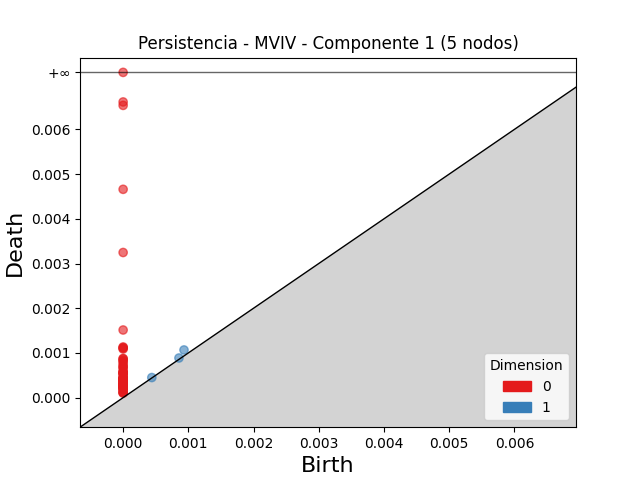 Persistencia - MVIV - Componente 1 (5 nodos)
+∞
0.006
0.005
0.004
0.003
0.002
0.001
0.000
Death
0.000 0.001 0.002 0.003 0.004 0.005 0.006
Birth
Dimension
0
1